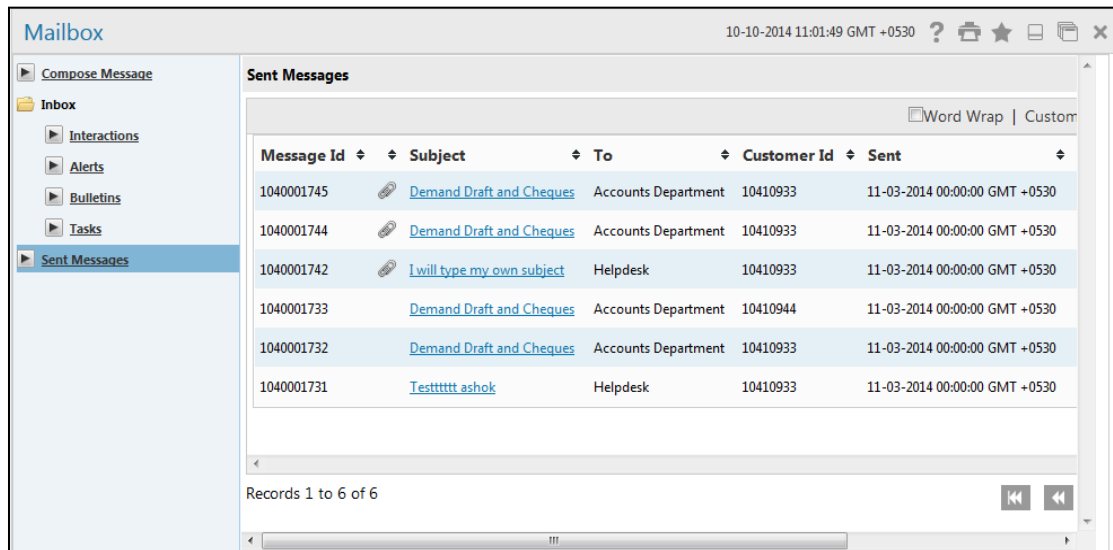 Mailbox 10-10-2014 11:01:49 GMT +0530 ?
Compose Message
Inbox
Interactions
Alerts
Bulletins
Tasks
Sent Messages
Sent Messages
Word Wrap | Custom
Message Id Subject To Customer Id Sent
1040001745 Demand Draft and Cheques Accounts Department 10410933 11-03-2014 00:00:00 GMT +0530
1040001744 Demand Draft and Cheques Accounts Department 10410933 11-03-2014 00:00:00 GMT +0530
1040001742 I will type my own subject Helpdesk 10410933 11-03-2014 00:00:00 GMT +0530
1040001733 Demand Draft and Cheques Accounts Department 10410944 11-03-2014 00:00:00 GMT +0530
1040001732 Demand Draft and Cheques Accounts Department 10410933 11-03-2014 00:00:00 GMT +0530
1040001731 Testttttt ashok Helpdesk 10410933 11-03-2014 00:00:00 GMT +0530
Records 1 to 6 of 6